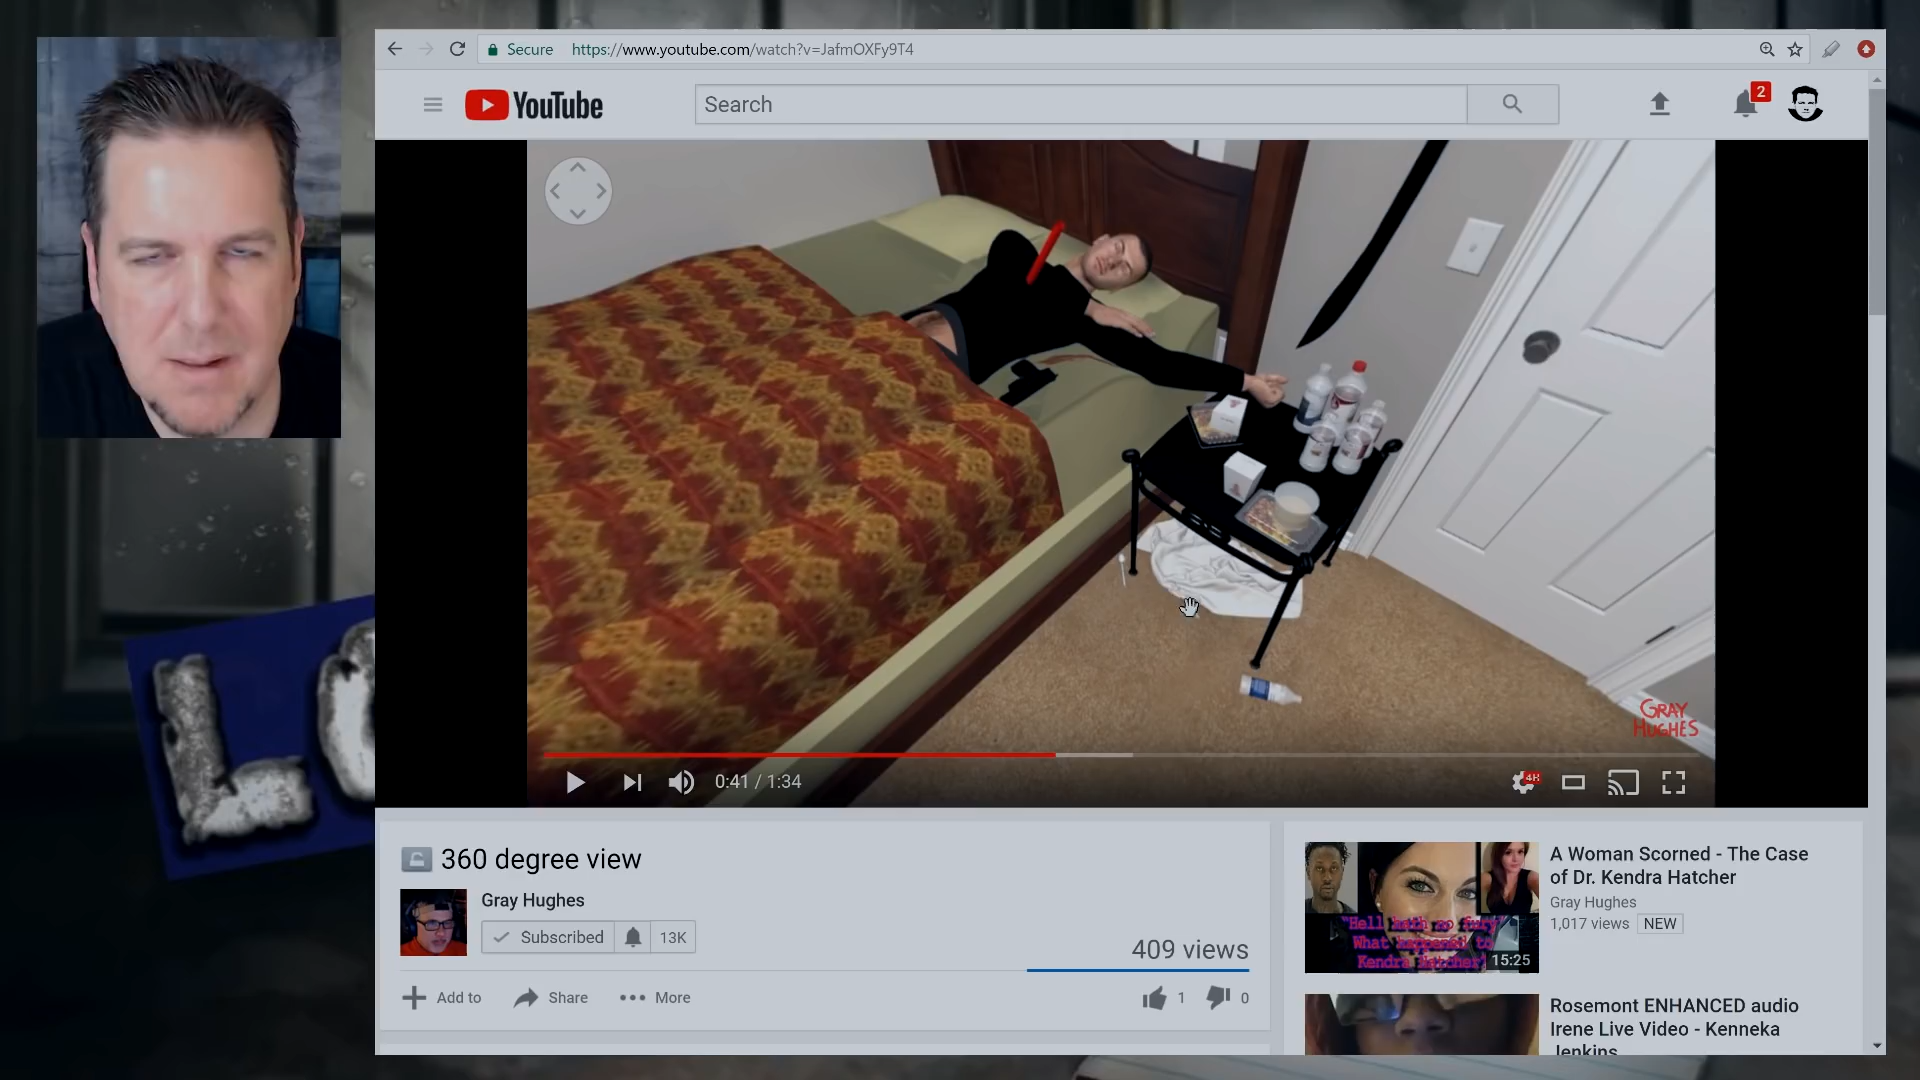 Secure https://www.youtube.com/watch?v=JafmOXFy9T4
YouTube
Search
2
GRAY
HUGHES
0:41 / 1:34
4K
360 degree view
Gray Hughes
Subscribed
13K
409 views
Add to
Share
More
1
0
"Hell hath no fury"
What happened to
Kendra Hatcher
15:25
A Woman Scorned - The Case
of Dr. Kendra Hatcher
Gray Hughes
1,017 views NEW
Rosemont ENHANCED audio
Irene Live Video - Kenneka
Jenkins
LO